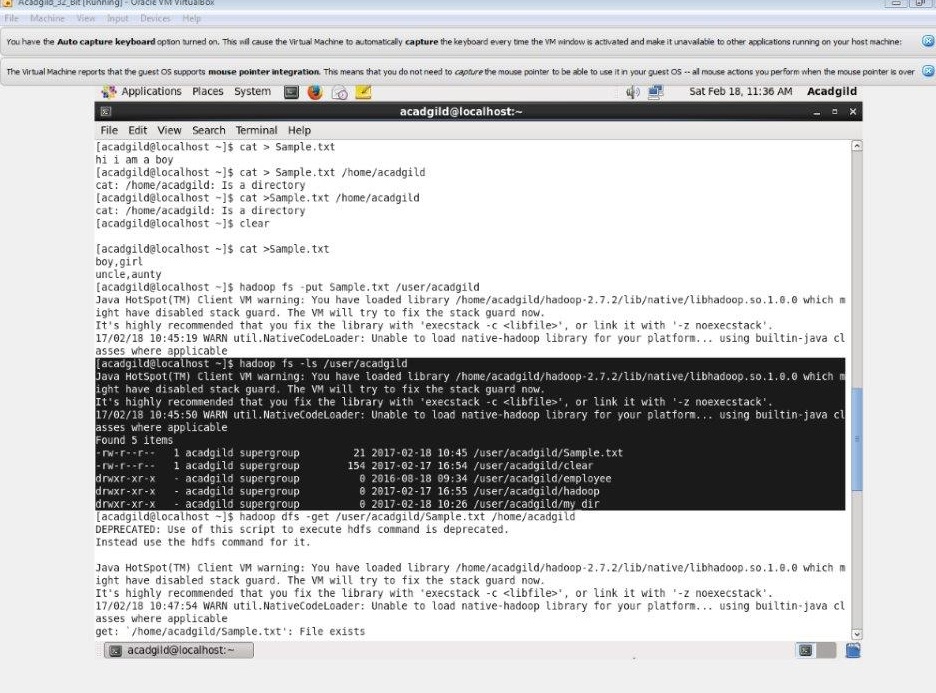 Acadgild_32_Bit [Running] - Oracle VM VirtualBox
File Machine View Input Devices Help
You have the Auto capture keyboard option turned on. This will cause the Virtual Machine to automatically capture the keyboard every time the VM window is activated and make it unavailable to other applications running on your host machine:
The Virtual Machine reports that the guest OS supports mouse pointer integration. This means that you do not need to capture the mouse pointer to be able to use it in your guest OS -- all mouse actions you perform when the mouse pointer is over
Applications Places System Sat Feb 18, 11:36 AM Acadgild
acadgild@localhost:~
File Edit View Search Terminal Help
[acadgild@localhost ~]$ cat > Sample.txt
hi i am a boy
[acadgild@localhost ~]$ cat > Sample.txt /home/acadgild
cat: /home/acadgild: Is a directory
[acadgild@localhost ~]$ cat >Sample.txt /home/acadgild
cat: /home/acadgild: Is a directory
[acadgild@localhost ~]$ clear
[acadgild@localhost ~]$ cat >Sample.txt
boy,girl
uncle,aunty
[acadgild@localhost ~]$ hadoop fs -put Sample.txt /user/acadgild
Java HotSpot(TM) Client VM warning: You have loaded library /home/acadgild/hadoop-2.7.2/lib/native/libhadoop.so.1.0.0 which m
ight have disabled stack guard. The VM will try to fix the stack guard now.
It's highly recommended that you fix the library with 'execstack -c <libfile>', or link it with '-z noexecstack'.
17/02/18 10:45:19 WARN util.NativeCodeLoader: Unable to load native-hadoop library for your platform... using builtin-java cl
asses where applicable
[acadgild@localhost ~]$ hadoop fs -ls /user/acadgild
Java HotSpot(TM) Client VM warning: You have loaded library /home/acadgild/hadoop-2.7.2/lib/native/libhadoop.so.1.0.0 which m
ight have disabled stack guard. The VM will try to fix the stack guard now.
It's highly recommended that you fix the library with 'execstack -c <libfile>', or link it with '-z noexecstack'.
17/02/18 10:45:50 WARN util.NativeCodeLoader: Unable to load native-hadoop library for your platform... using builtin-java cl
asses where applicable
Found 5 items
-rw-r--r-- 1 acadgild supergroup 21 2017-02-18 10:45 /user/acadgild/Sample.txt
-rw-r--r-- 1 acadgild supergroup 154 2017-02-17 16:54 /user/acadgild/clear
drwxr-xr-x - acadgild supergroup 0 2016-08-18 09:34 /user/acadgild/employee
drwxr-xr-x - acadgild supergroup 0 2017-02-17 16:55 /user/acadgild/hadoop
drwxr-xr-x - acadgild supergroup 0 2017-02-18 10:26 /user/acadgild/my_dir
[acadgild@localhost ~]$ hadoop dfs -get /user/acadgild/Sample.txt /home/acadgild
DEPRECATED: Use of this script to execute hdfs command is deprecated.
Instead use the hdfs command for it.
Java HotSpot(TM) Client VM warning: You have loaded library /home/acadgild/hadoop-2.7.2/lib/native/libhadoop.so.1.0.0 which m
ight have disabled stack guard. The VM will try to fix the stack guard now.
It's highly recommended that you fix the library with 'execstack -c <libfile>', or link it with '-z noexecstack'.
17/02/18 10:47:54 WARN util.NativeCodeLoader: Unable to load native-hadoop library for your platform... using builtin-java cl
asses where applicable
get: `/home/acadgild/Sample.txt': File exists
acadgild@localhost:~